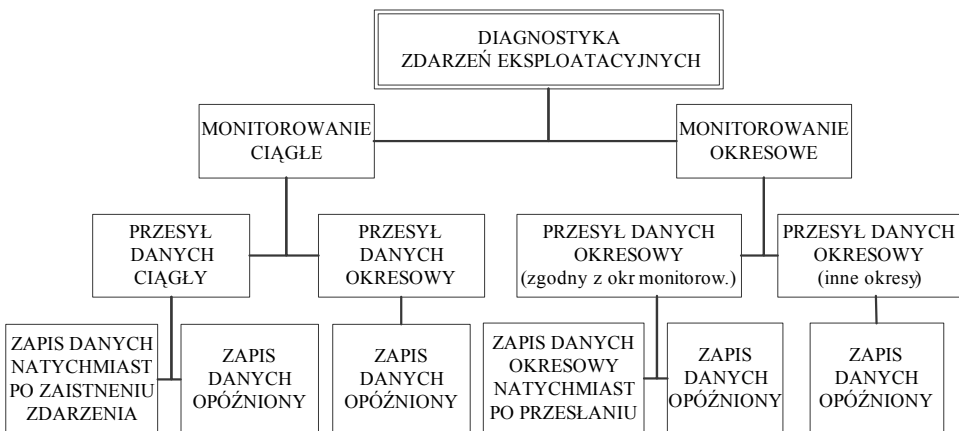 DIAGNOSTYKA
ZDARZEŃ EKSPLOATACYJNYCH
MONITOROWANIE
CIĄGŁE
MONITOROWANIE
OKRESOWE
PRZESYŁ
DANYCH
CIĄGŁY
PRZESYŁ
DANYCH
OKRESOWY
PRZESYŁ DANYCH
OKRESOWY
(zgodny z okr monitorow.)
PRZESYŁ DANYCH
OKRESOWY
(inne okresy)
ZAPIS DANYCH
NATYCHMIAST
PO ZAISTNENIU
ZDARZENIA
ZAPIS
DANYCH
OPÓŹNIONY
ZAPIS
DANYCH
OPÓŹNIONY
ZAPIS DANYCH
OKRESOWY
NATYCHMIAST
PO PRZESŁANIU
ZAPIS
DANYCH
OPÓŹNIONY
ZAPIS
DANYCH
OPÓŹNIONY